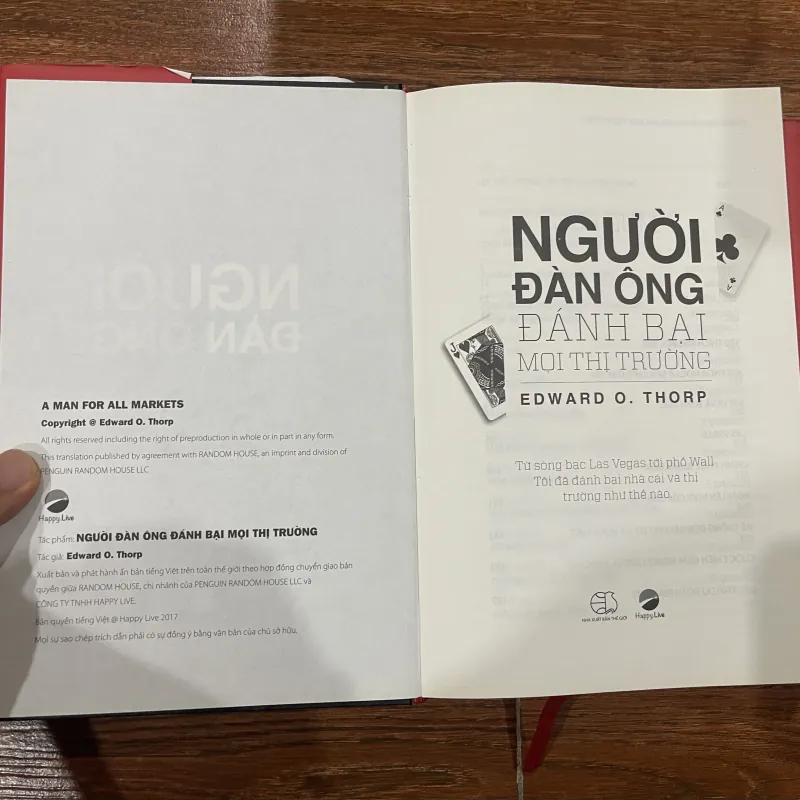 A MAN FOR ALL MARKETS
Copyright @ Edward O. Thorp
All rights reserved including the right of preproduction in whole or in part in any form.
This translation published by agreement with RANDOM HOUSE, an imprint and division of
PENGUIN RANDOM HOUSE LLC
Happy Live
Tác phẩm: NGƯỜI ĐÀN ÔNG ĐÁNH BẠI MỌI THỊ TRƯỜNG
Tác giả: Edward O. Thorp
Xuất bản và phát hành ấn bản tiếng Việt trên toàn thế giới theo hợp đồng chuyển giao bản
quyền giữa RANDOM HOUSE, chi nhánh của PENGUIN RANDOM HOUSE LLC và
CÔNG TY TNHH HAPPY LIVE.
Bản quyền tiếng Việt @ Happy Live 2017
Mọi sự sao chép trích dẫn phải có sự đồng ý bằng văn bản của chủ sở hữu.
NGƯỜI
ĐÀN ÔNG
ĐÁNH BẠI
MỌI THỊ TRƯỜNG
EDWARD O. THORP
A
A
J
Từ sòng bạc Las Vegas tới phố Wall
Tôi đã đánh bại nhà cái và thị
trường như thế nào.
NHÀ XUẤT BẢN THẾ GIỚI
Happy Live